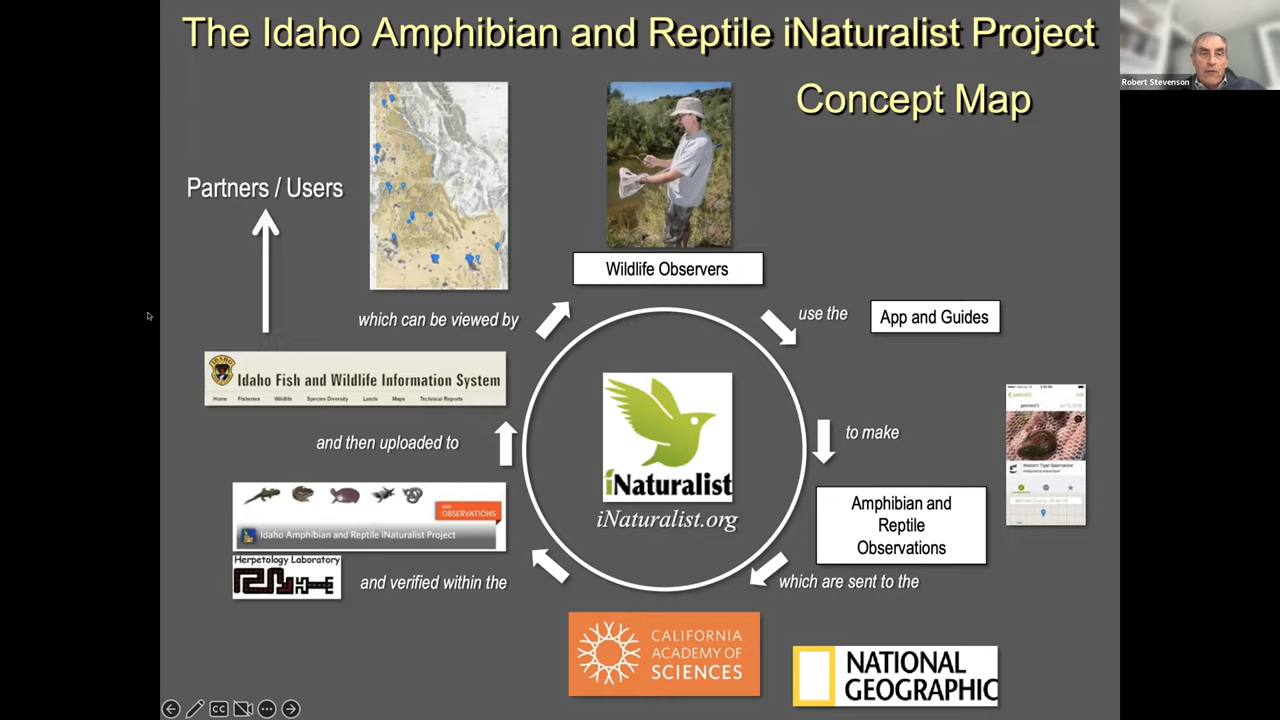 The Idaho Amphibian and Reptile iNaturalist Project
Concept Map
Robert Stevenson
Partners / Users
Wildlife Observers
which can be viewed by
use the
App and Guides
Idaho Fish and Wildlife Information System
Home Fisheries Wildlife Species Diversity Lands Maps Technical Reports
and then uploaded to
to make
Western Tiger Salamander
iNaturalist
iNaturalist.org
Amphibian and
Reptile
Observations
OBSERVATIONS
Idaho Amphibian and Reptile iNaturalist Project
Herpetology Laboratory
and verified within the
which are sent to the
CALIFORNIA
ACADEMY OF
SCIENCES
NATIONAL
GEOGRAPHIC
CC